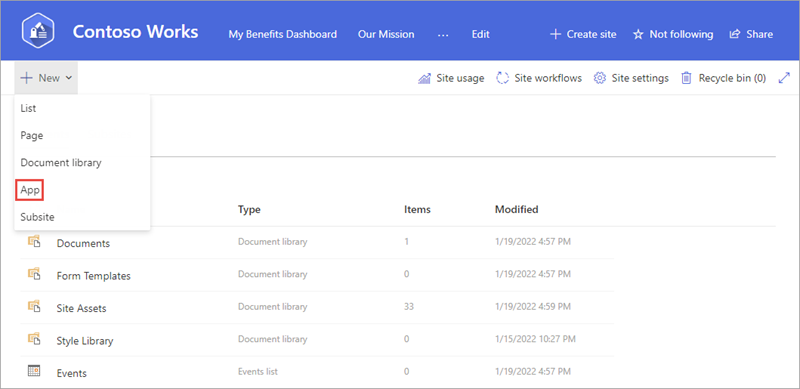 Contoso Works My Benefits Dashboard Our Mission ... Edit + Create site Not following Share
+ New Site usage Site workflows Site settings Recycle bin (0)
List
Page
Document library
App
Subsite
Type Items Modified
Documents Document library 1 1/19/2022 4:57 PM
Form Templates Document library 0 1/19/2022 4:57 PM
Site Assets Document library 33 1/19/2022 4:59 PM
Style Library Document library 0 1/15/2022 10:27 PM
Events Events list 0 1/19/2022 4:57 PM